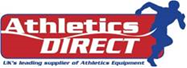 Athletics
DIRECT
UK's leading supplier of Athletics Equipment